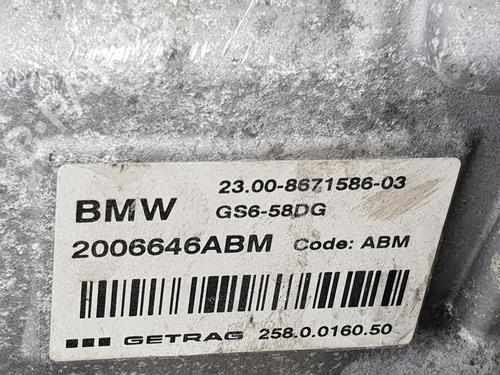 23.00-8671586-03
BMW GS6-58DG
2006646ABM Code: ABM
GETRAG 258.0.0160.50